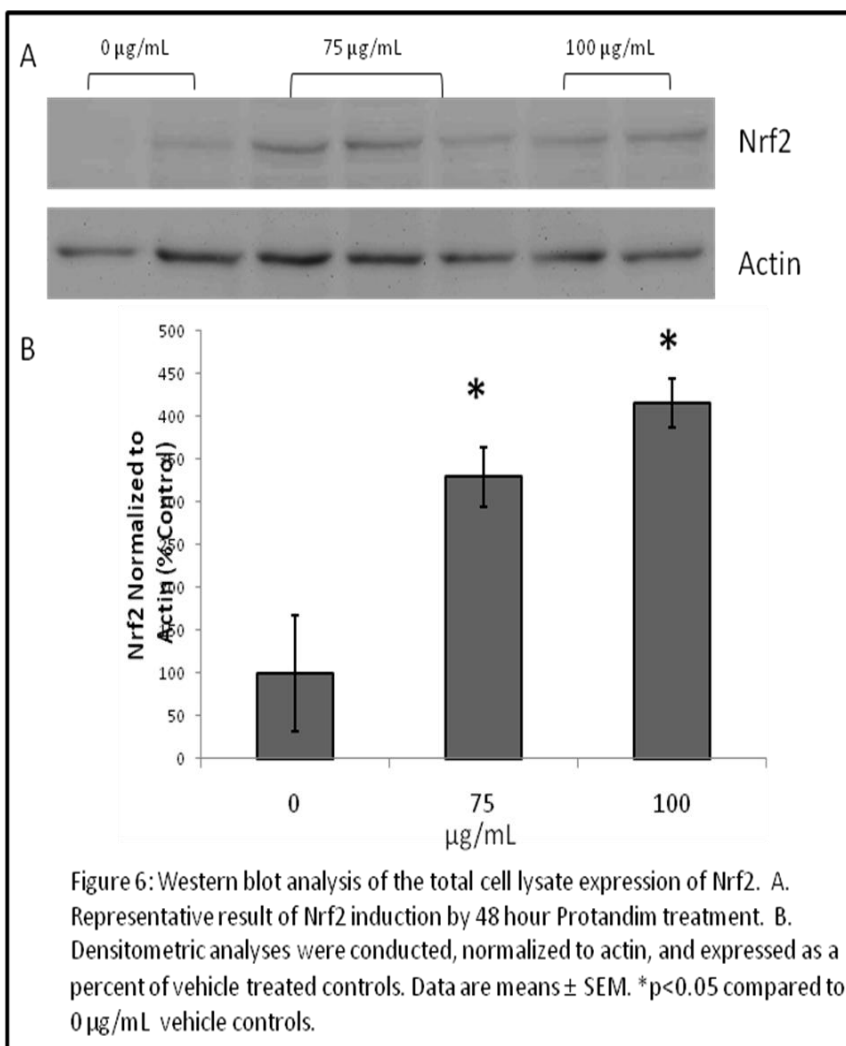 A
0 µg/mL
75 µg/mL
100 µg/mL
Nrf2
Actin
B
Nrf2 Normalized to
Actin (% Control)
500
450
400
350
300
250
200
150
100
50
0
*
*
0
75
100
µg/mL
Figure 6: Western blot analysis of the total cell lysate expression of Nrf2. A.
Representative result of Nrf2 induction by 48 hour Protandim treatment. B.
Densitometric analyses were conducted, normalized to actin, and expressed as a
percent of vehicle treated controls. Data are means ± SEM. *p<0.05 compared to
0 µg/mL vehicle controls.